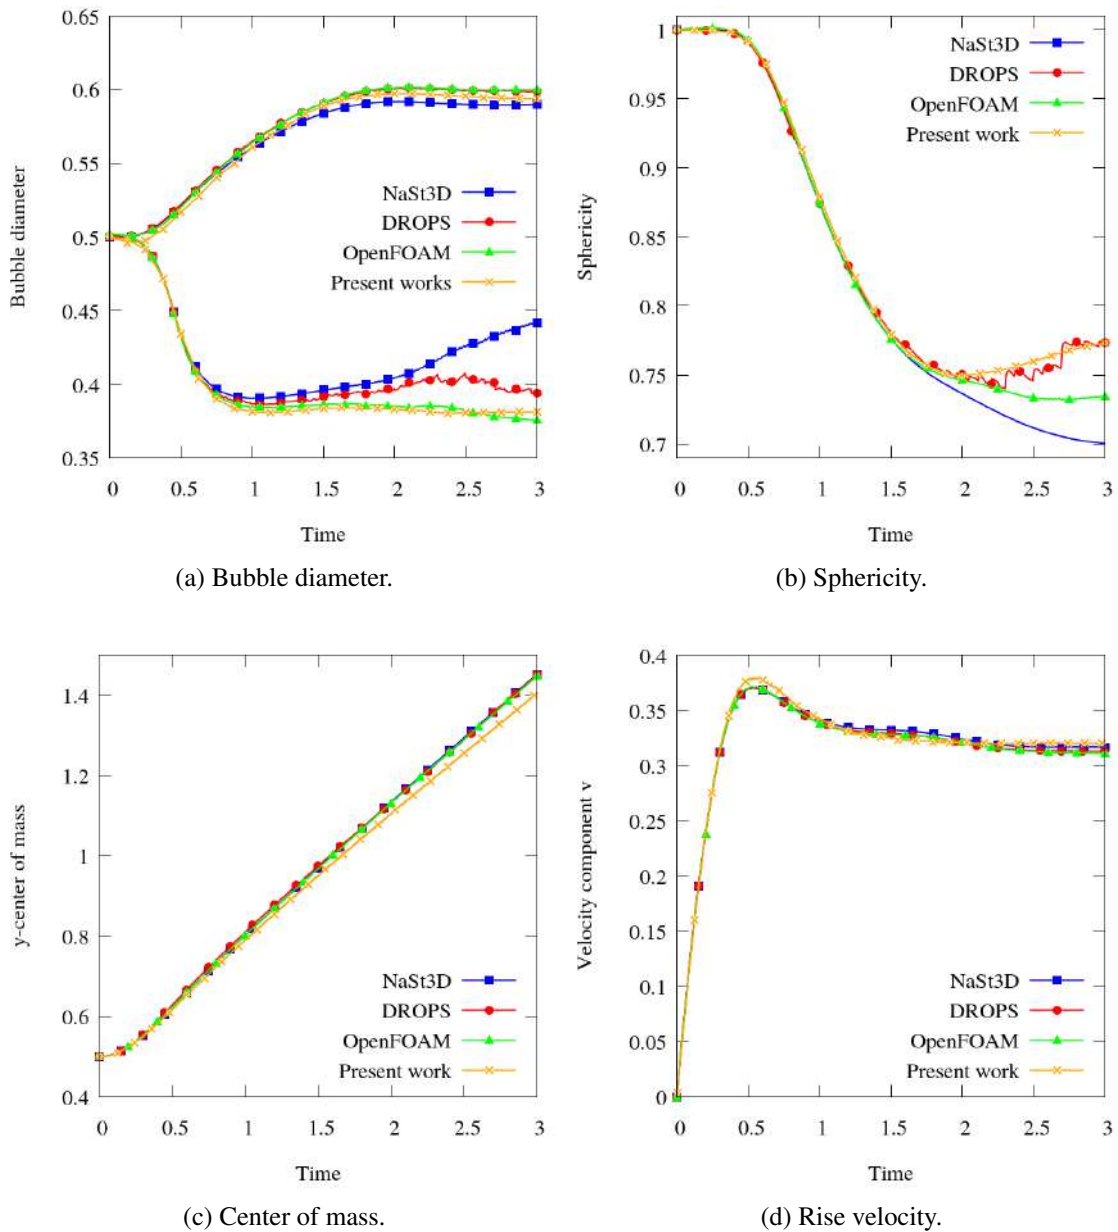 0.65
0.6
0.55
0.5
0.45
0.4
0.35
Bubble diameter
NaSt3D
DROPS
OpenFOAM
Present works
0 0.5 1 1.5 2 2.5 3
Time
(a) Bubble diameter.
1
0.95
0.9
0.85
0.8
0.75
0.7
Sphericity
NaSt3D
DROPS
OpenFOAM
Present work
0 0.5 1 1.5 2 2.5 3
Time
(b) Sphericity.
1.4
1.2
1
0.8
0.6
0.4
y-center of mass
NaSt3D
DROPS
OpenFOAM
Present work
0 0.5 1 1.5 2 2.5 3
Time
(c) Center of mass.
0.4
0.35
0.3
0.25
0.2
0.15
0.1
0.05
0
Velocity component v
NaSt3D
DROPS
OpenFOAM
Present work
0 0.5 1 1.5 2 2.5 3
Time
(d) Rise velocity.